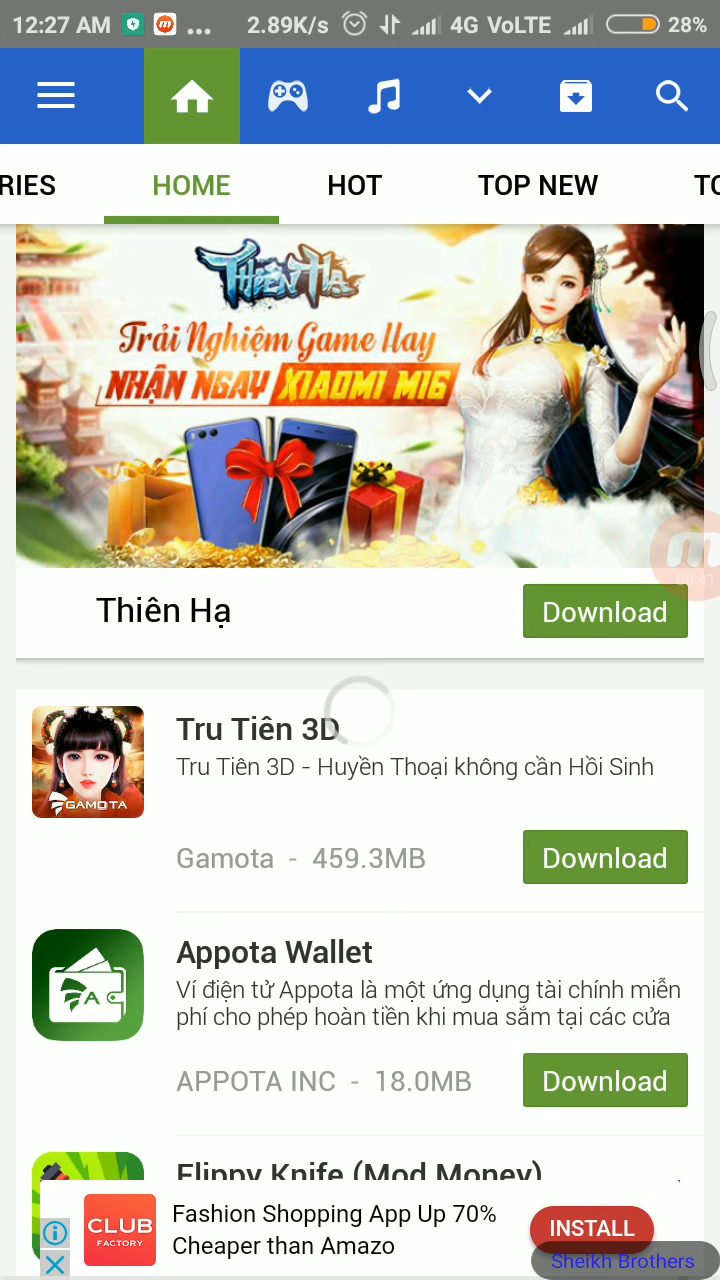 12:27 AM
...
2.89K/s
4G VoLTE
28%
RIES
HOME
HOT
TOP NEW
TO
THIÊN HẠ
Trải Nghiệm Game Hay
NHẬN NGAY XIAOMI MI6
00:41
Thiên Hạ
Download
Tru Tiên 3D
Tru Tiên 3D - Huyền Thoại không cần Hồi Sinh
GAMOTA
Gamota - 459.3MB
Download
Appota Wallet
Ví điện tử Appota là một ứng dụng tài chính miễn
phí cho phép hoàn tiền khi mua sắm tại các cửa
A
APPOTA INC - 18.0MB
Download
Flippy Knife (Mod Money)
CLUB
FACTORY
Fashion Shopping App Up 70%
Cheaper than Amazo
INSTALL
Sheikh Brothers